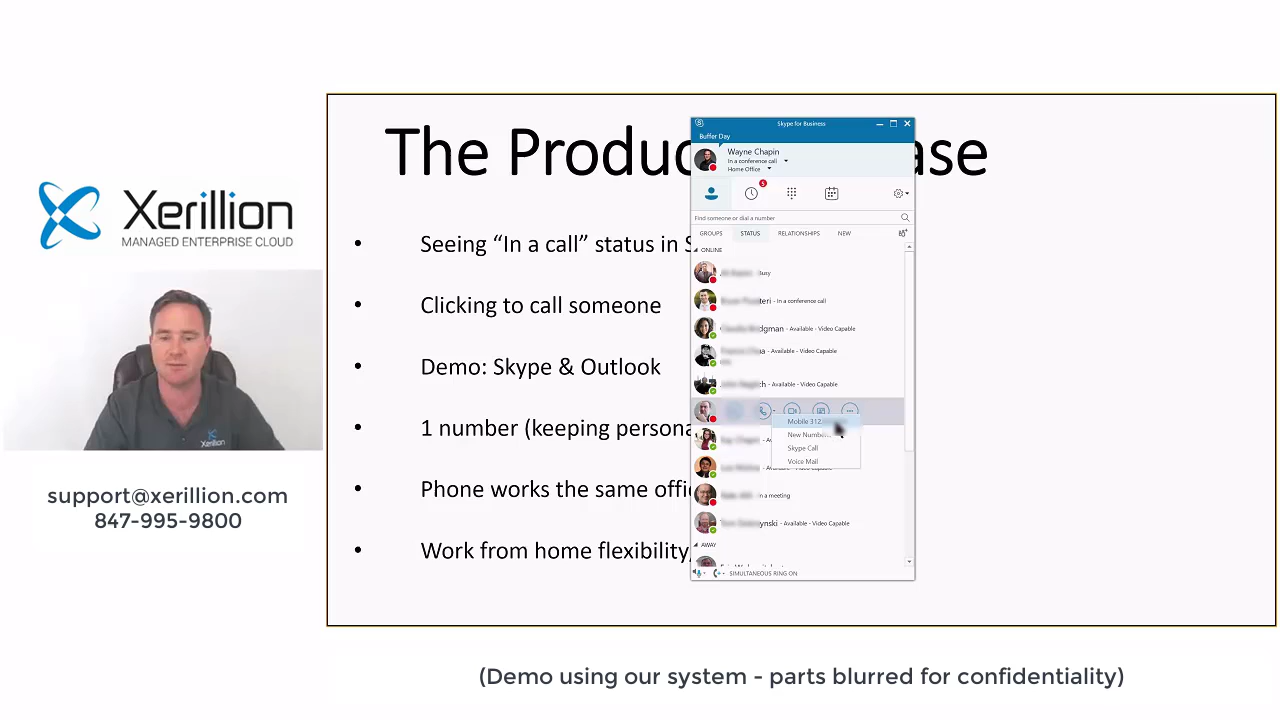 Xerillion
MANAGED ENTERPRISE CLOUD
support@xerillion.com
847-995-9800
The Produc ase
• Seeing “In a call” status in S
• Clicking to call someone
• Demo: Skype & Outlook
• 1 number (keeping persona
• Phone works the same offi
• Work from home flexibility,
Skype for Business
Buffer Day
Wayne Chapin
In a conference call
Home Office
5
Find someone or dial a number
GROUPS STATUS RELATIONSHIPS NEW
ONLINE
Busy
- In a conference call
- Available - Video Capable
- Available - Video Capable
- Available - Video Capable
Mobile 312
New Number...
Skype Call
Voice Mail
In a meeting
- Available - Video Capable
AWAY
SIMULTANEOUS RING ON
Xerillion
(Demo using our system - parts blurred for confidentiality)